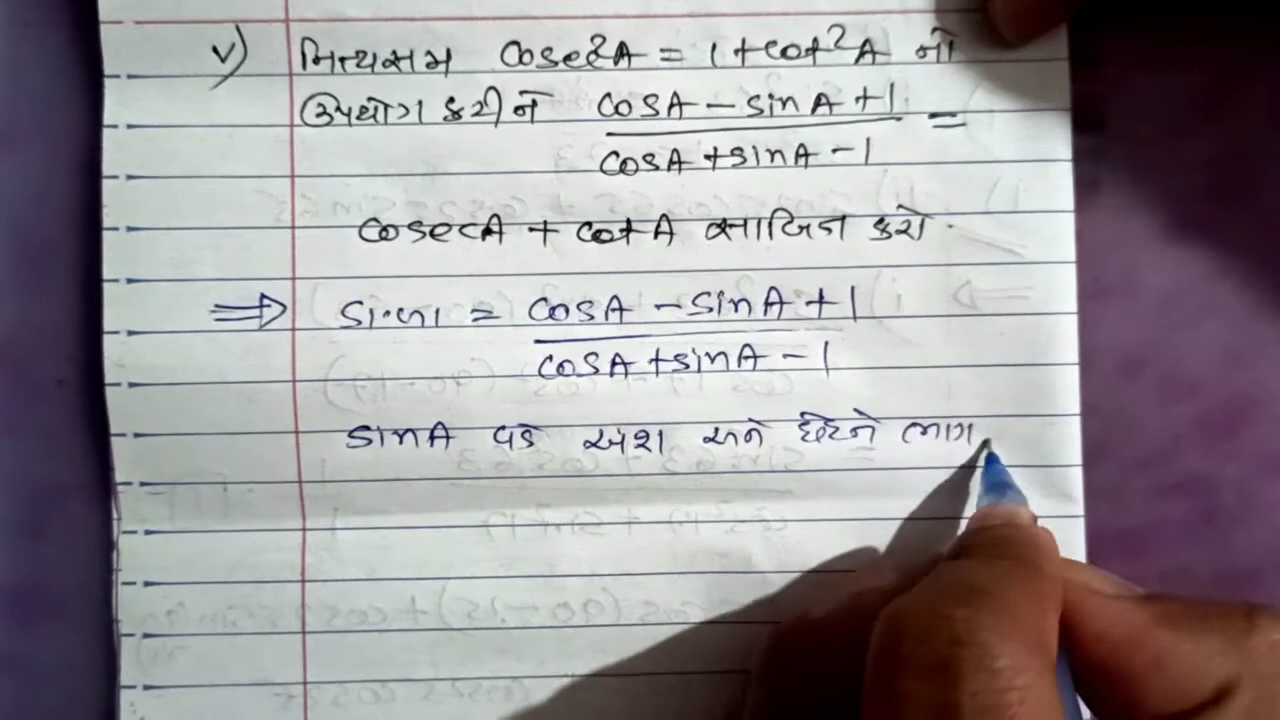 v) નિત્યસમ cosec²A = 1 + cot²A નો
ઉપયોગ કરીને cosA - sinA + 1 =
cosA + sinA - 1
cosecA + cotA સાબિત કરો.
⇒ ડા.બા = cosA - sinA + 1
cosA + sinA - 1
sinA વડે અંશ અને છેદને ભાગ